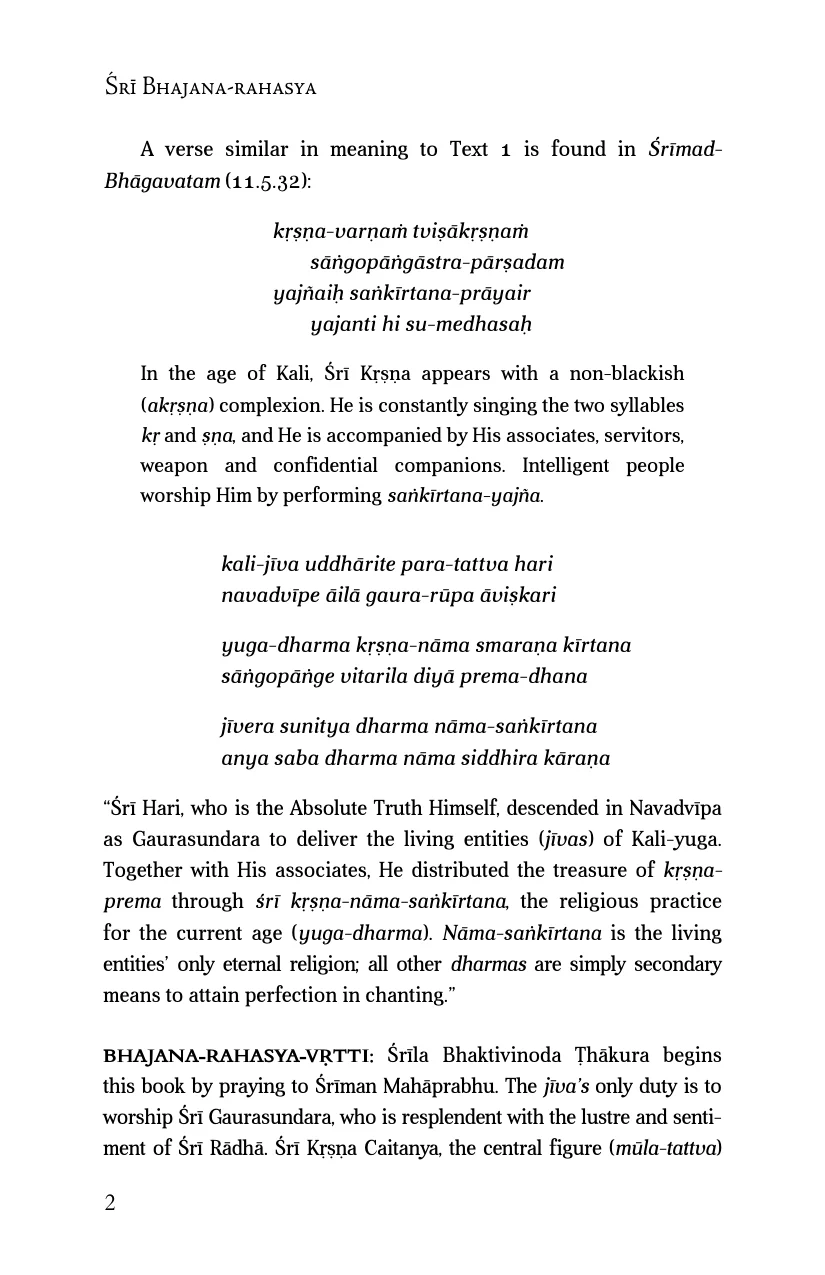 Śrī Bhajana-rahasya
A verse similar in meaning to Text 1 is found in Śrīmad-
Bhāgavatam (11.5.32):
kṛṣṇa-varṇaṁ tviṣākṛṣṇaṁ
sāṅgopāṅgāstra-pārṣadam
yajñaiḥ saṅkīrtana-prāyair
yajanti hi su-medhasaḥ
In the age of Kali, Śrī Kṛṣṇa appears with a non-blackish
(akṛṣṇa) complexion. He is constantly singing the two syllables
kṛ and ṣṇa, and He is accompanied by His associates, servitors,
weapon and confidential companions. Intelligent people
worship Him by performing saṅkīrtana-yajña.
kali-jīva uddhārite para-tattva hari
navadvīpe āilā gaura-rūpa āviṣkari
yuga-dharma kṛṣṇa-nāma smaraṇa kīrtana
sāṅgopāṅge vitarila diyā prema-dhana
jīvera sunitya dharma nāma-saṅkīrtana
anya saba dharma nāma siddhira kāraṇa
“Śrī Hari, who is the Absolute Truth Himself, descended in Navadvīpa
as Gaurasundara to deliver the living entities (jīvas) of Kali-yuga.
Together with His associates, He distributed the treasure of kṛṣṇa-
prema through śrī kṛṣṇa-nāma-saṅkīrtana, the religious practice
for the current age (yuga-dharma). Nāma-saṅkīrtana is the living
entities’ only eternal religion; all other dharmas are simply secondary
means to attain perfection in chanting.”
BHAJANA-RAHASYA-VṚTTI: Śrīla Bhaktivinoda Ṭhākura begins
this book by praying to Śrīman Mahāprabhu. The jīva’s only duty is to
worship Śrī Gaurasundara, who is resplendent with the lustre and senti-
ment of Śrī Rādhā. Śrī Kṛṣṇa Caitanya, the central figure (mūla-tattva)
2